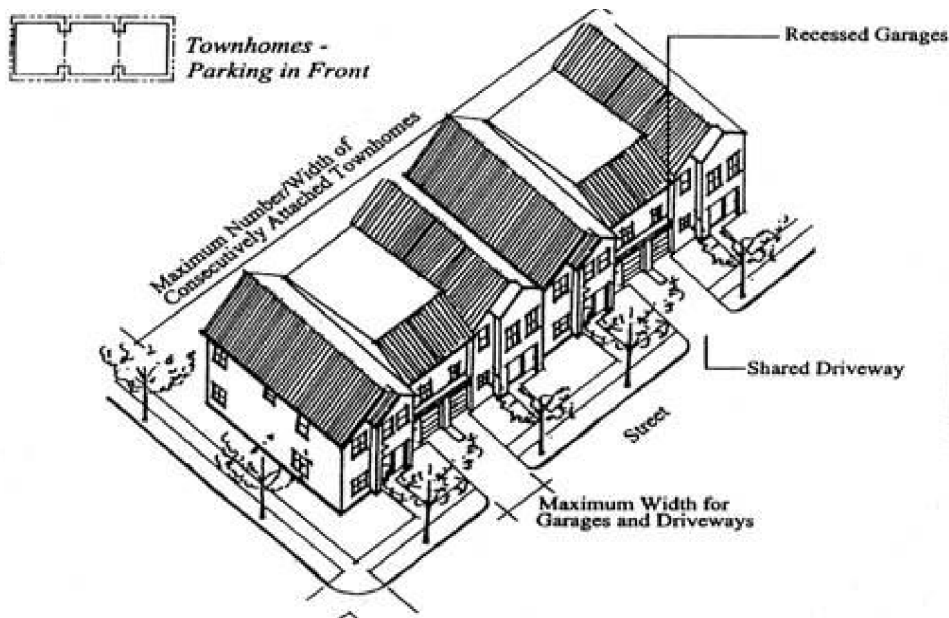 Townhomes -
Parking in Front
Recessed Garages
Maximum Number/Width of
Consecutively Attached Townhomes
Shared Driveway
Street
Maximum Width for
Garages and Driveways